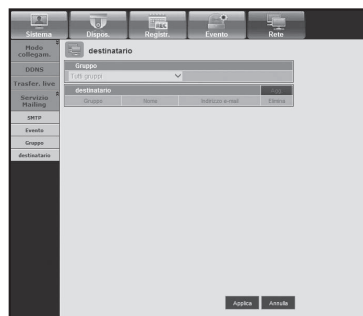 Sistema
Dispos.
Registr.
Evento
Rete
Modo collegam.
DDNS
Trasfer. live
Servizio Mailing
SMTP
Evento
Gruppo
destinatario
destinatario
Gruppo
Tutti gruppi
destinatario
Agg.
Gruppo
Nome
Indirizzo e-mail
Elimina
Applica
Annulla